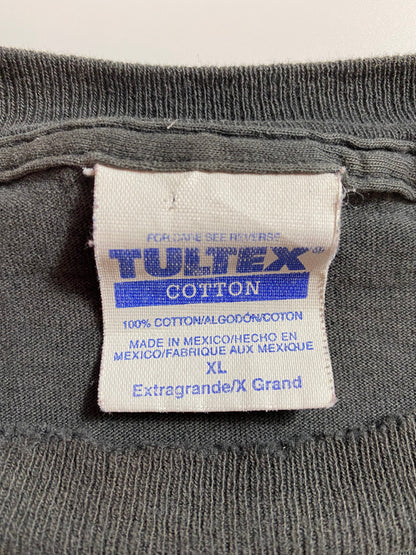 FOR CARE SEE REVERSE
TULTEX
COTTON
100% COTTON/ALGODÓN/COTON
MADE IN MEXICO/HECHO EN
MEXICO/FABRIQUE AUX MEXIQUE
XL
Extragrande/X Grand